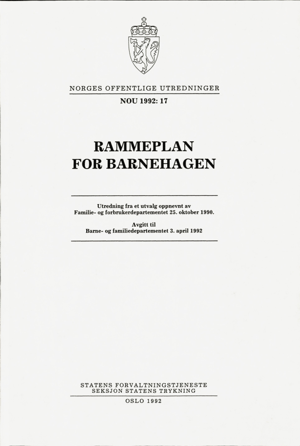 NORGES OFFENTLIGE UTREDNINGER
NOU 1992: 17
RAMMEPLAN
FOR BARNEHAGEN
Utredning fra et utvalg oppnevnt av
Familie- og forbrukerdepartementet 25. oktober 1990.
Avgitt til
Barne- og familiedepartementet 3. april 1992
STATENS FORVALTNINGSTJENESTE
SEKSJON STATENS TRYKNING
OSLO 1992